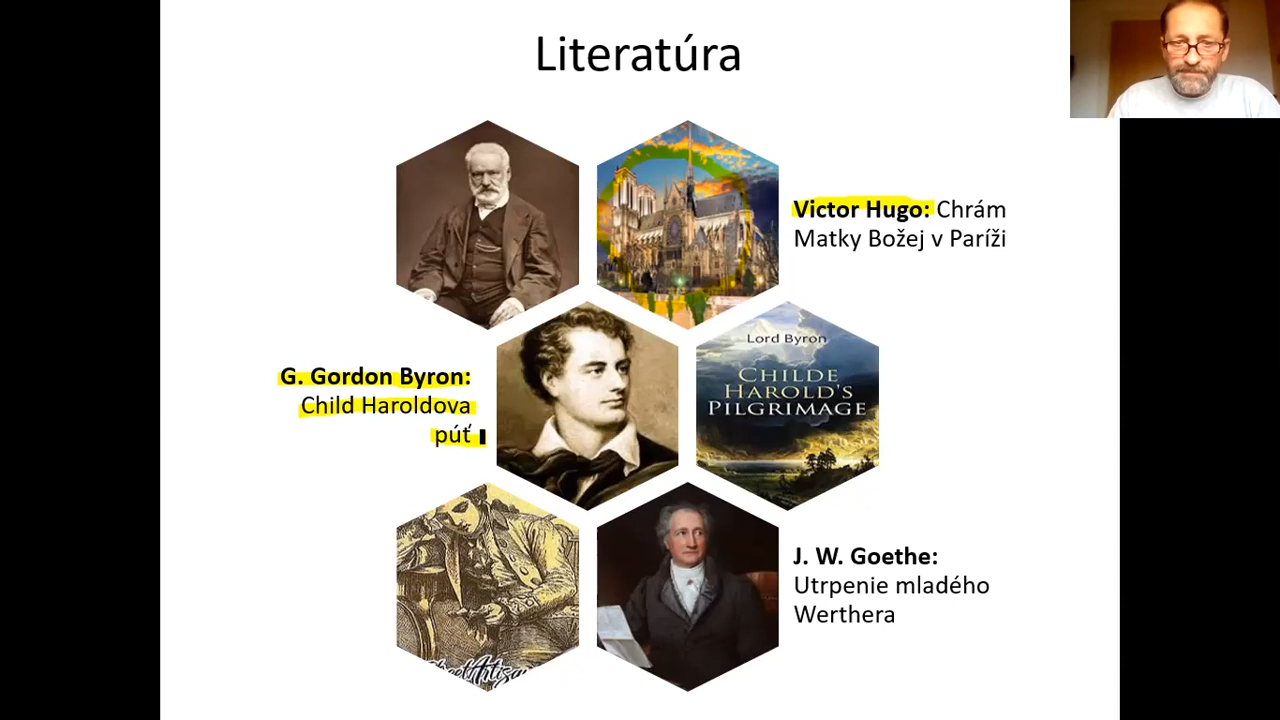 Literatúra
Victor Hugo: Chrám
Matky Božej v Paríži
G. Gordon Byron:
Child Haroldova
púť
Lord Byron
CHILDE
HAROLD'S
PILGRIMAGE
J. W. Goethe:
Utrpenie mladého
Werthera